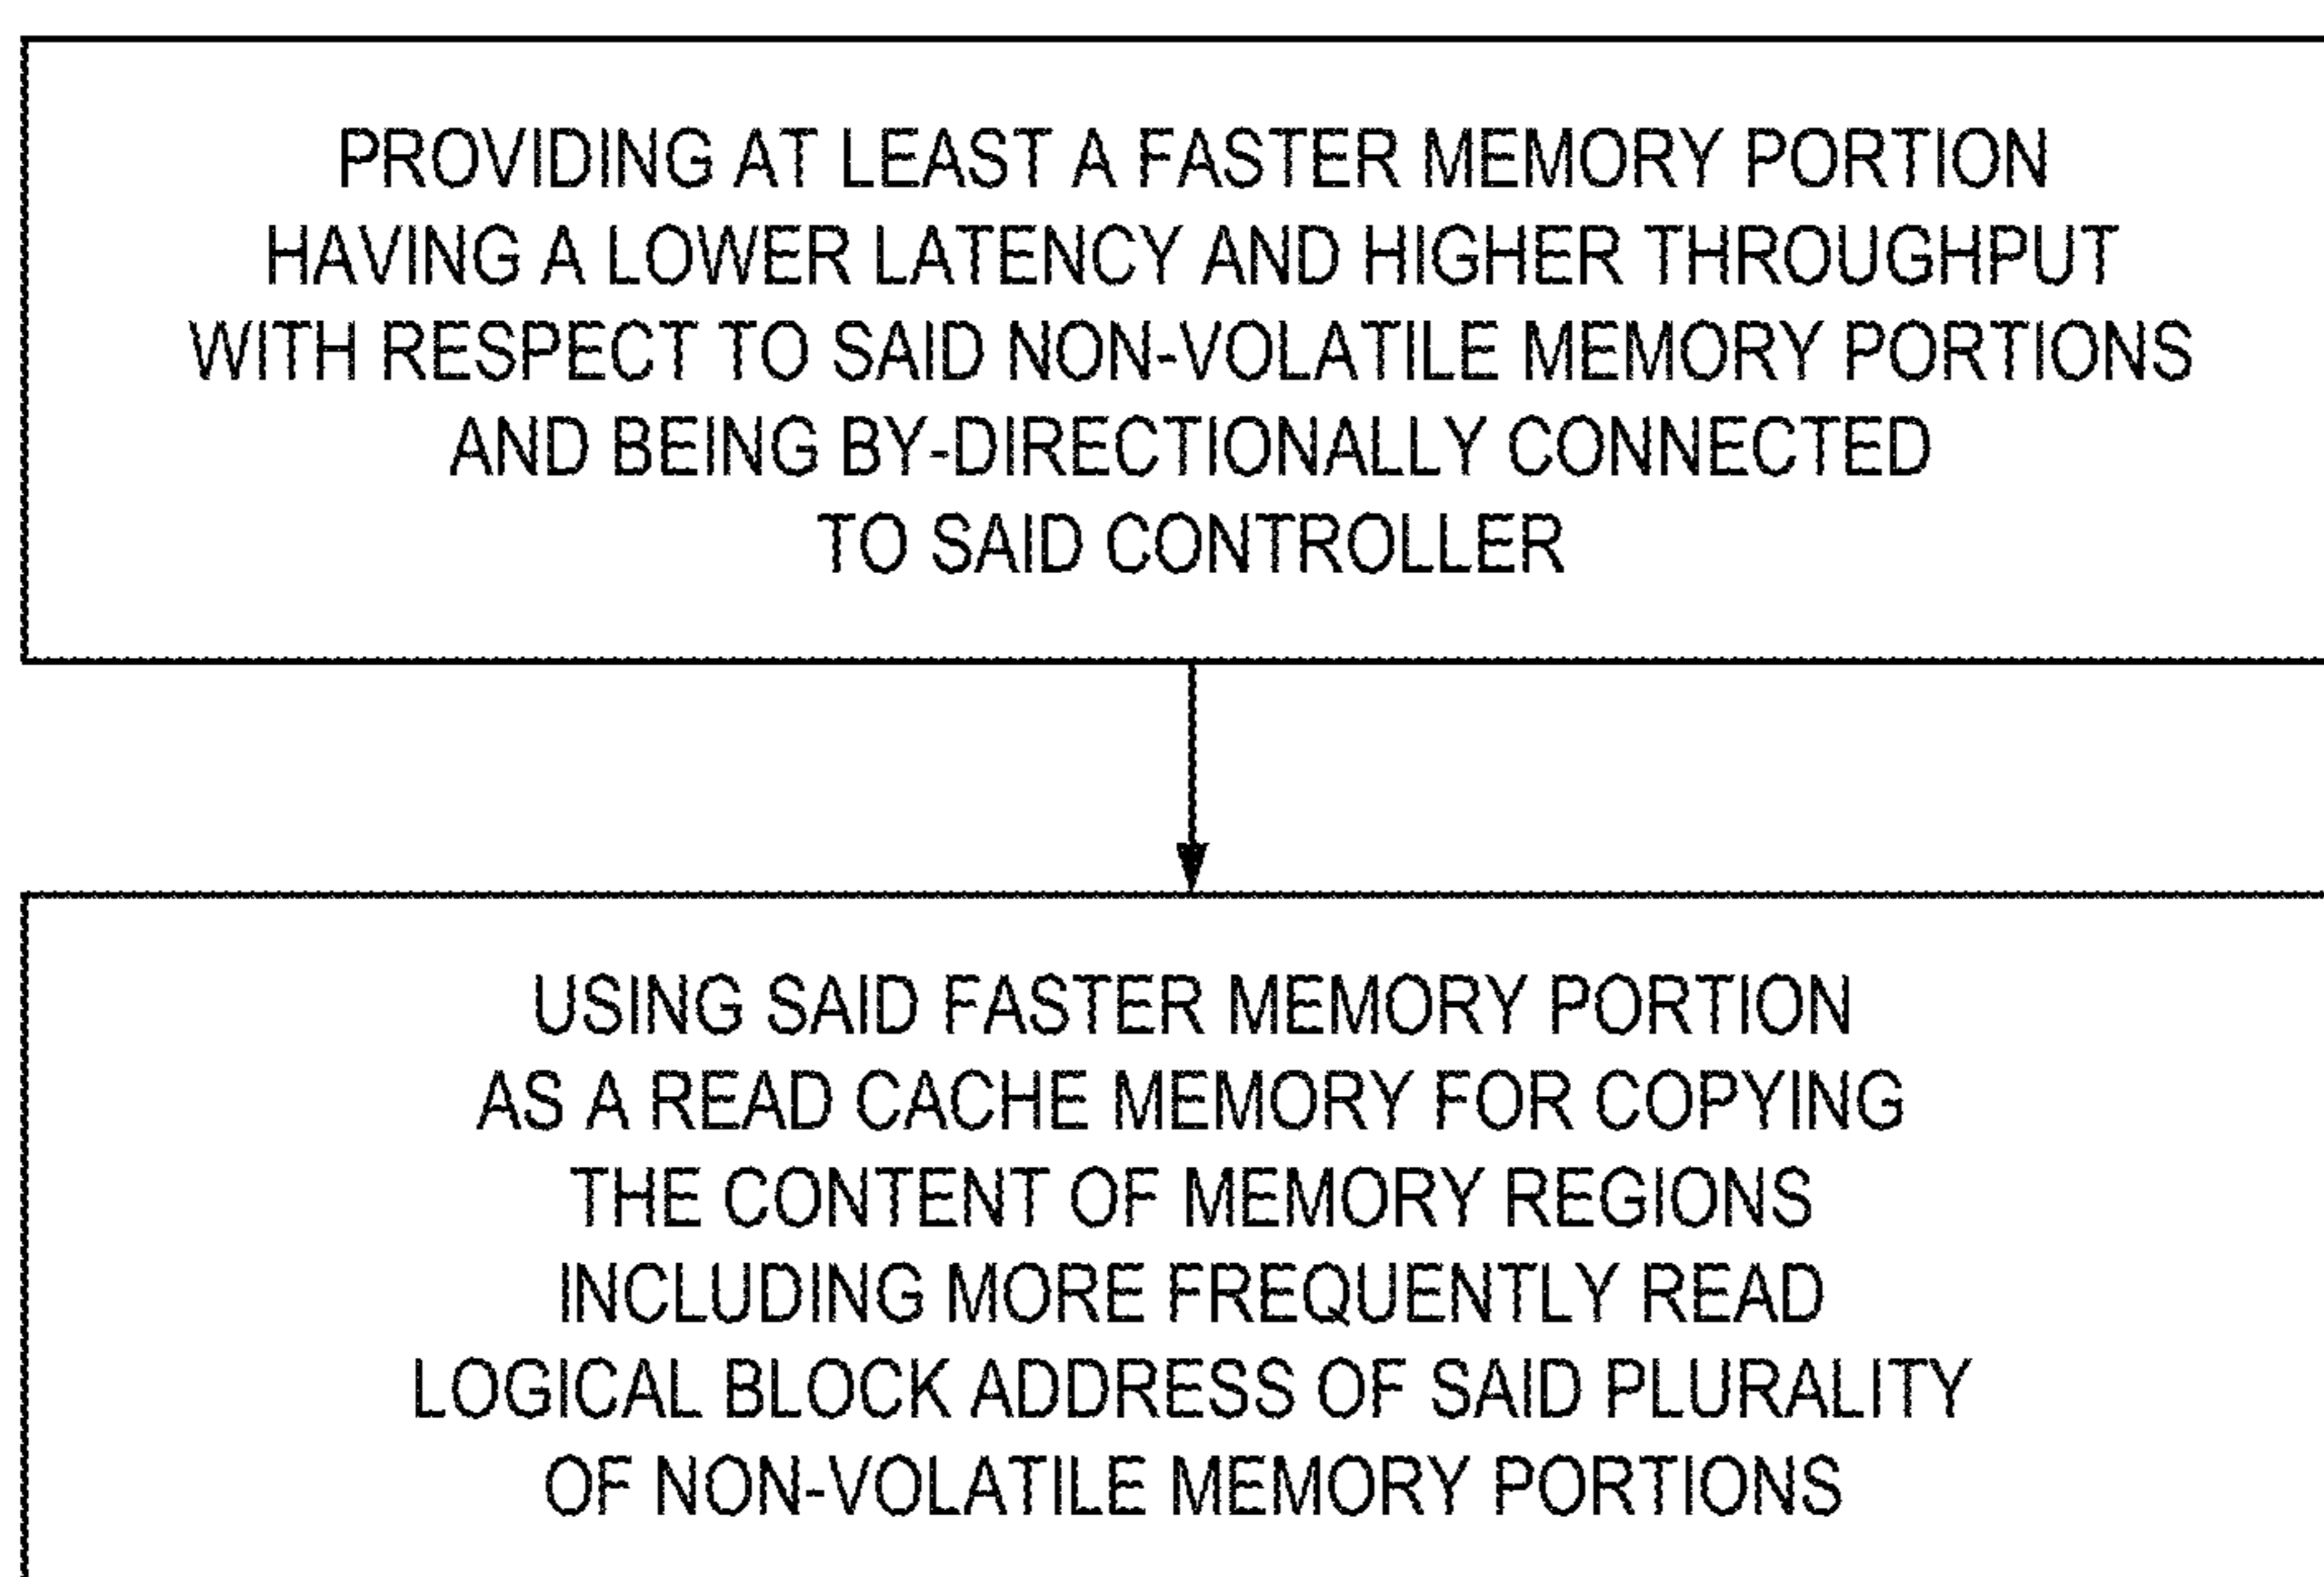 PROVIDING AT LEAST A FASTER MEMORY PORTION
HAVING A LOWER LATENCY AND HIGHER THROUGHPUT
WITH RESPECT TO SAID NON-VOLATILE MEMORY PORTIONS
AND BEING BY-DIRECTIONALLY CONNECTED
TO SAID CONTROLLER
USING SAID FASTER MEMORY PORTION
AS A READ CACHE MEMORY FOR COPYING
THE CONTENT OF MEMORY REGIONS
INCLUDING MORE FREQUENTLY READ
LOGICAL BLOCK ADDRESS OF SAID PLURALITY
OF NON-VOLATILE MEMORY PORTIONS